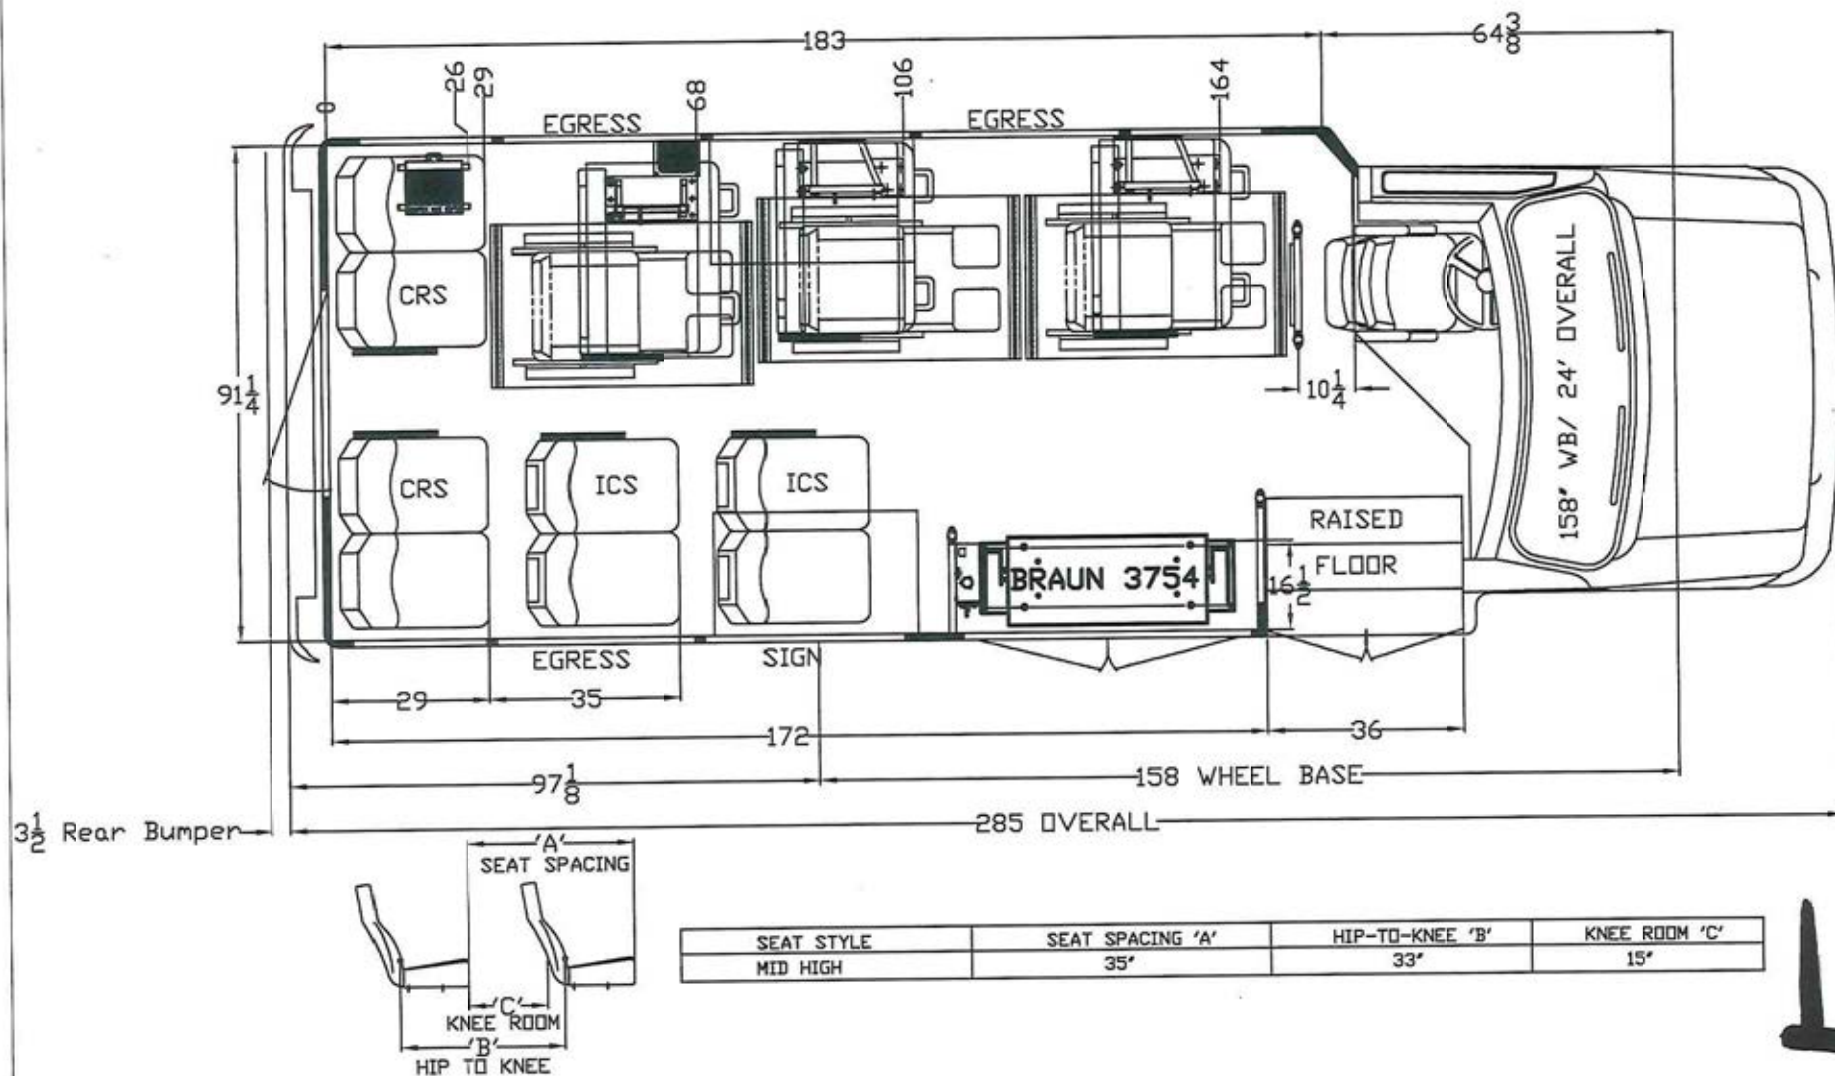 183
64 3/8
0
26
29
68
106
164
EGRESS
EGRESS
CRS
91 1/4
10 1/4
158" WB/ 24' OVERALL
CRS
ICS
ICS
RAISED
FLOOR
BRAUN 3754
16 1/2
EGRESS
SIGN
29
35
172
36
97 1/8
158 WHEEL BASE
3 1/2 Rear Bumper
285 OVERALL
'A'
SEAT SPACING
'C'
KNEE ROOM
'B'
HIP TO KNEE
SEAT STYLE SEAT SPACING 'A' HIP-TO-KNEE 'B' KNEE ROOM 'C'
MID HIGH 35" 33" 15"